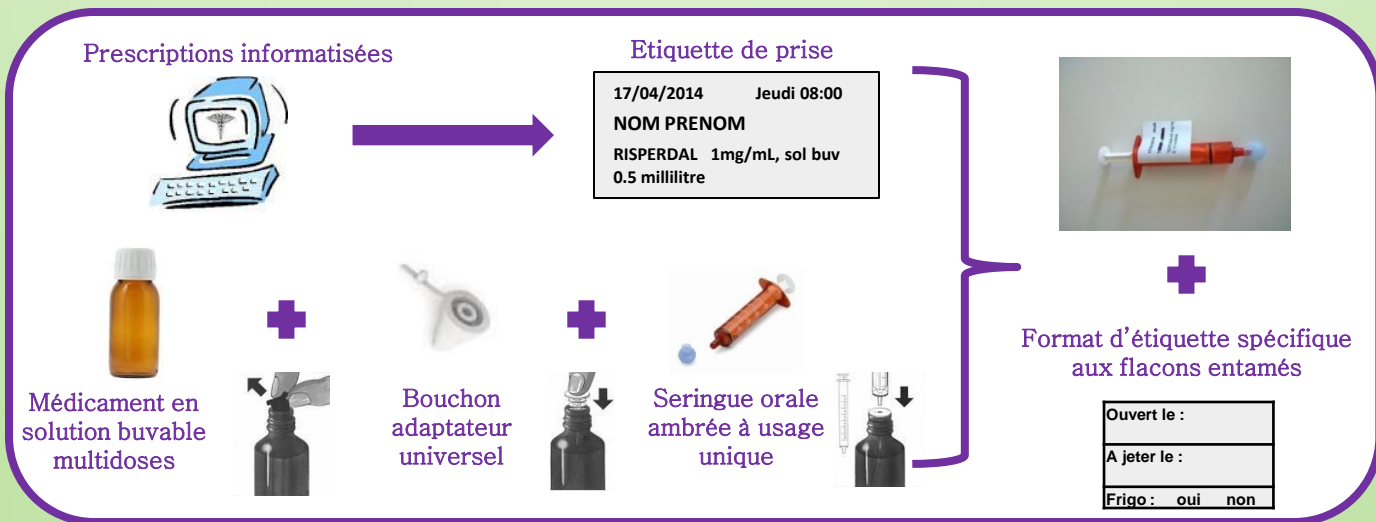 Prescriptions informatisées
Etiquette de prise
17/04/2014 Jeudi 08:00
NOM PRENOM
RISPERDAL 1mg/mL, sol buv
0.5 millilitre
Médicament en
solution buvable
multidoses
Bouchon
adaptateur
universel
Seringue orale
ambrée à usage
unique
Format d'étiquette spécifique
aux flacons entamés
Ouvert le :
A jeter le :
Frigo : oui non